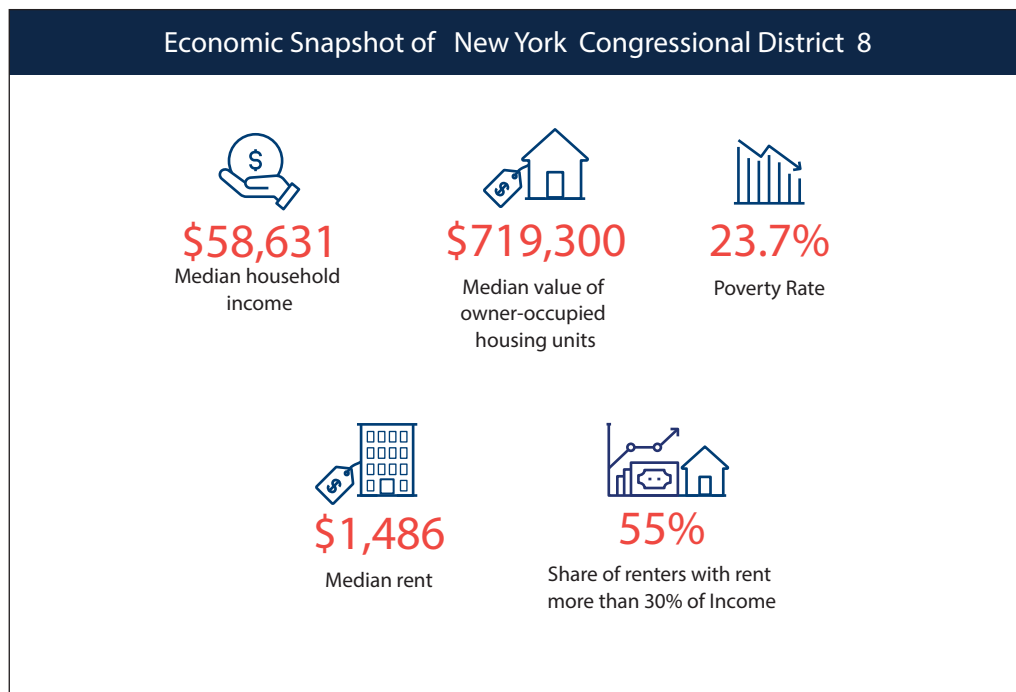 Economic Snapshot of New York Congressional District 8
$
$
$58,631
Median household
income
$719,300
Median value of
owner-occupied
housing units
23.7%
Poverty Rate
$
$1,486
Median rent
55%
Share of renters with rent
more than 30% of Income